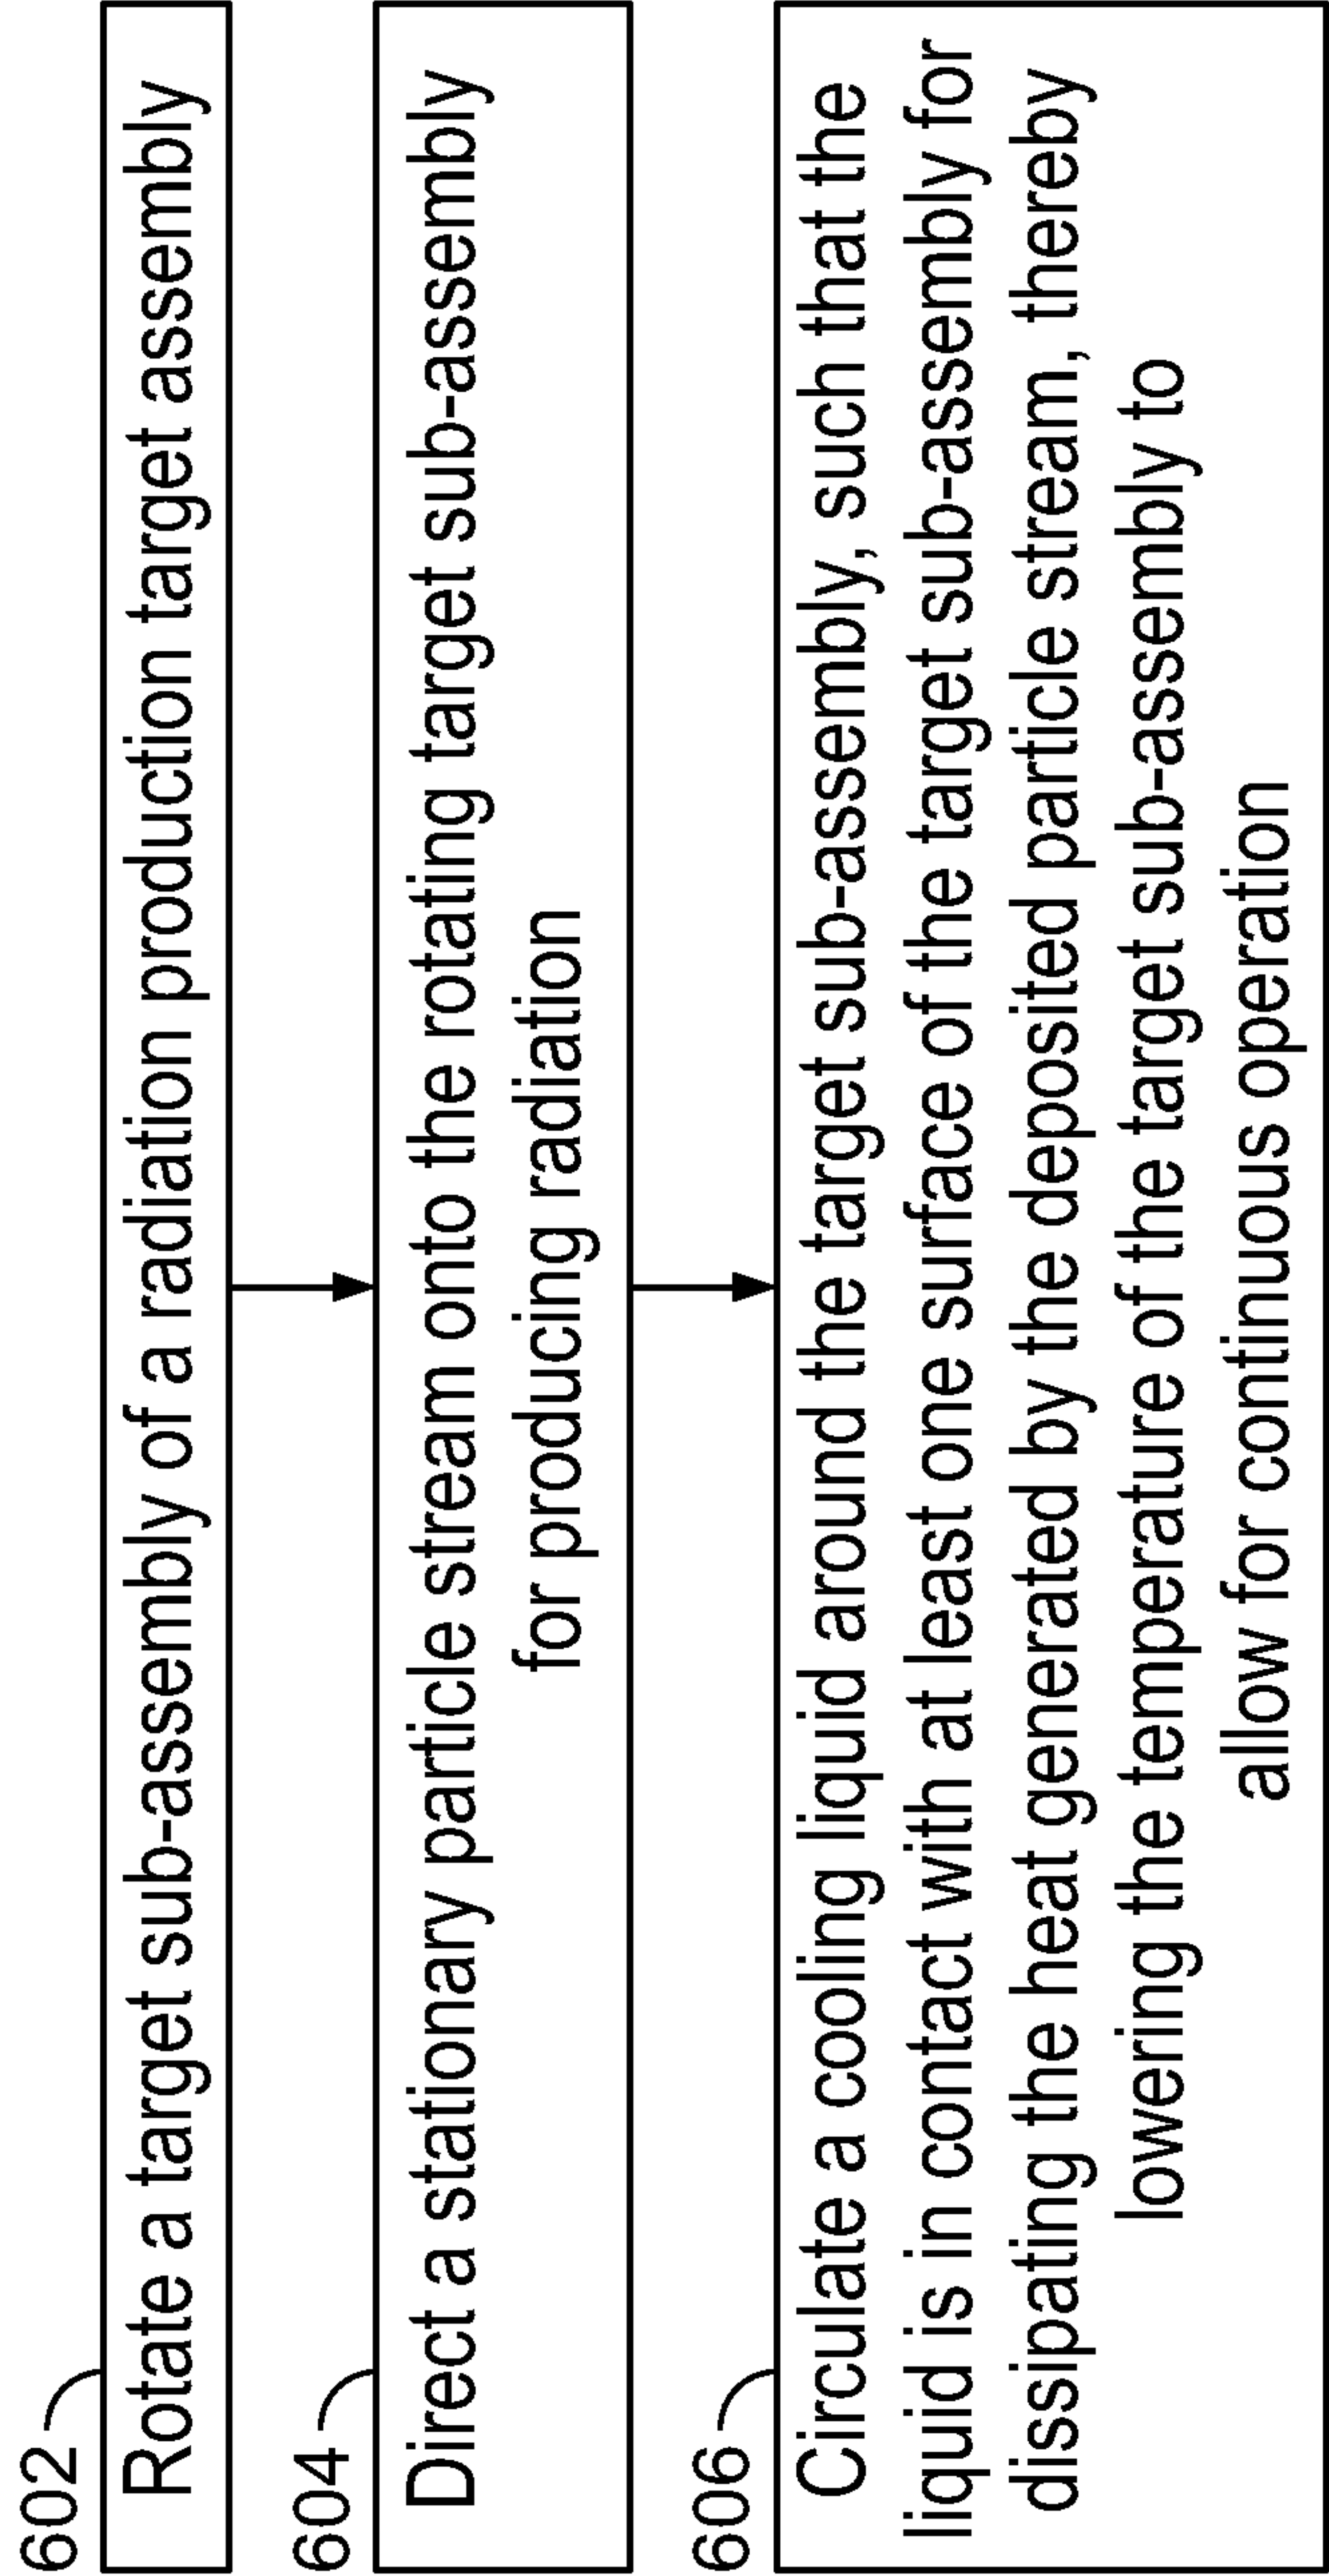 602
Rotate a target sub-assembly of a radiation production target assembly
604
Direct a stationary particle stream onto the rotating target sub-assembly
for producing radiation
606
Circulate a cooling liquid around the target sub-assembly, such that the
liquid is in contact with at least one surface of the target sub-assembly for
dissipating the heat generated by the deposited particle stream, thereby
lowering the temperature of the target sub-assembly to
allow for continuous operation